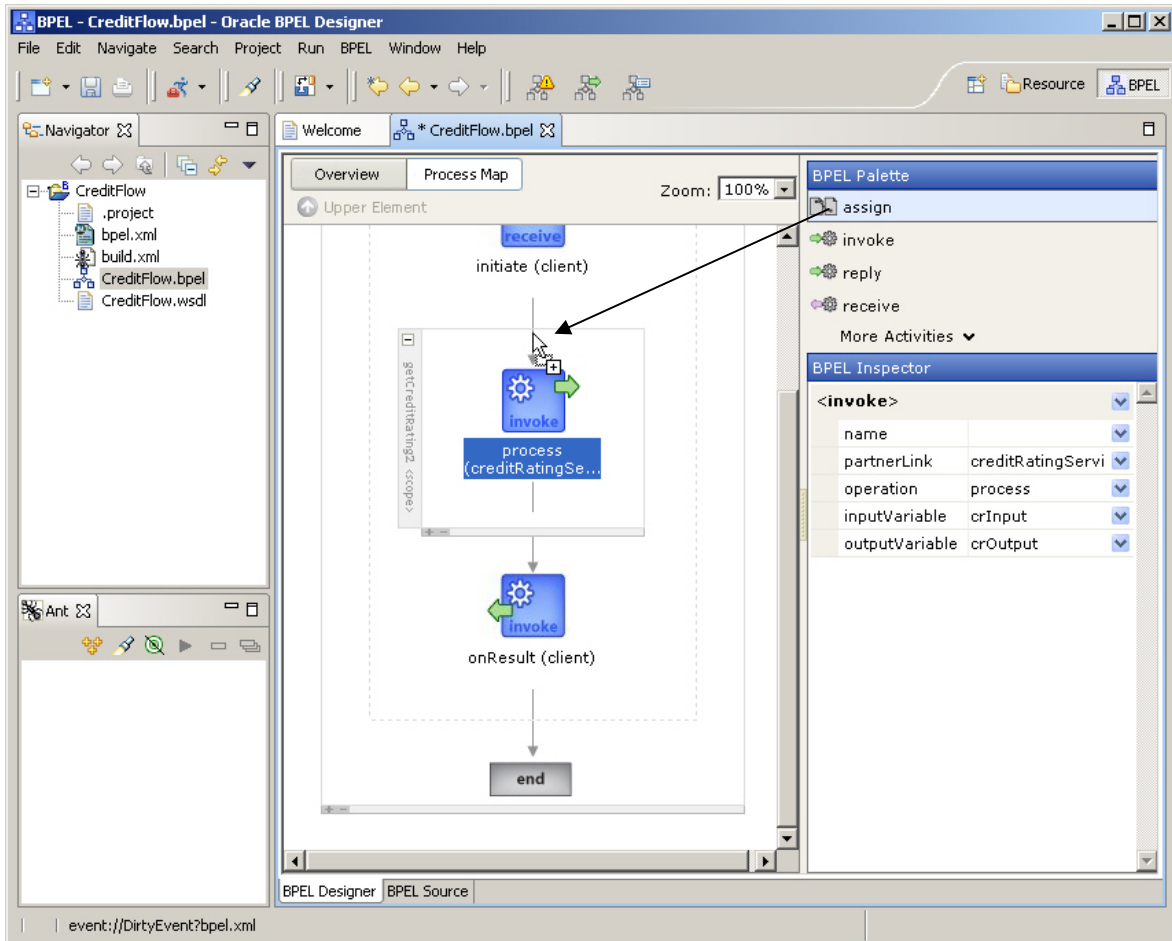 BPEL - CreditFlow.bpel - Oracle BPEL Designer
File Edit Navigate Search Project Run BPEL Window Help
Resource
BPEL
Navigator
CreditFlow
.project
bpel.xml
build.xml
CreditFlow.bpel
CreditFlow.wsdl
Ant
Welcome
* CreditFlow.bpel
Overview
Process Map
Zoom: 100%
Upper Element
receive
initiate (client)
getCreditRating2 <scope>
invoke
process
(creditRatingSe...
invoke
onResult (client)
end
BPEL Palette
assign
invoke
reply
receive
More Activities
BPEL Inspector
<invoke>
name
partnerLink creditRatingServi
operation process
inputVariable crInput
outputVariable crOutput
BPEL Designer
BPEL Source
event://DirtyEvent?bpel.xml